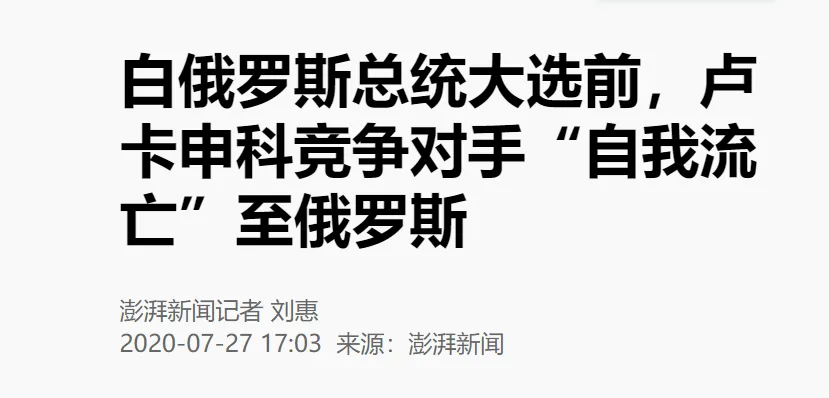 白俄罗斯总统大选前，卢
卡申科竞争对手“自我流
亡”至俄罗斯
澎湃新闻记者 刘惠
2020-07-27 17:03 来源：澎湃新闻